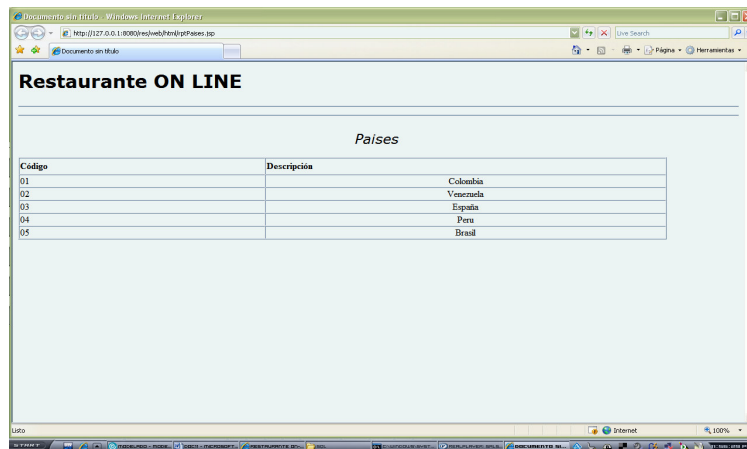 Documento sin título - Windows Internet Explorer
http://127.0.0.1:8080/res/web/html/rptPaises.jsp
Live Search
Documento sin título
Página
Herramientas
Restaurante ON LINE
Paises
Código Descripción
01 Colombia
02 Venezuela
03 España
04 Peru
05 Brasil
Listo
Internet
100%
START